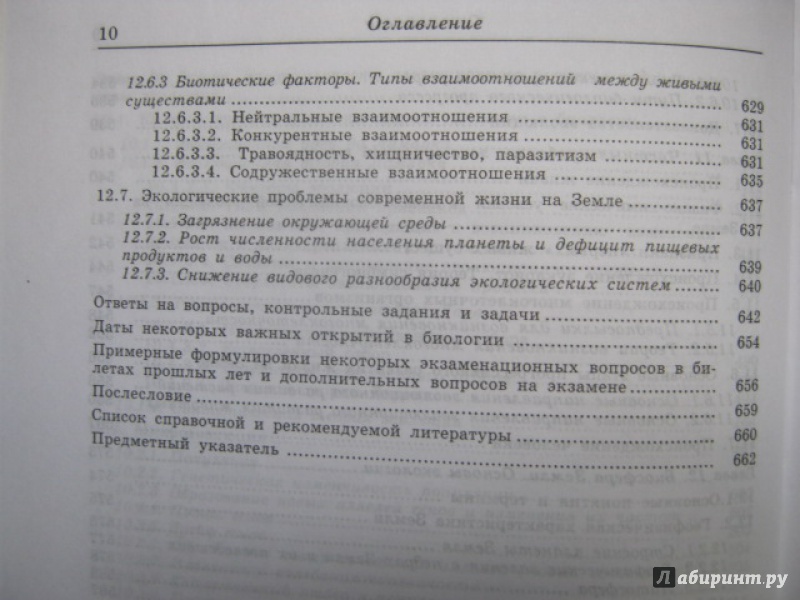 10 Оглавление
12.6.3 Биотические факторы. Типы взаимоотношений между живыми
существами 629
12.6.3.1. Нейтральные взаимоотношения 631
12.6.3.2. Конкурентные взаимоотношения 631
12.6.3.3. Травоядность, хищничество, паразитизм 631
12.6.3.4. Содружественные взаимоотношения 635
12.7. Экологические проблемы современной жизни на Земле 637
12.7.1. Загрязнение окружающей среды 637
12.7.2. Рост численности населения планеты и дефицит пищевых
продуктов и воды 639
12.7.3. Снижение видового разнообразия экологических систем 640
Ответы на вопросы, контрольные задания и задачи 642
Даты некоторых важных открытий в биологии 654
Примерные формулировки некоторых экзаменационных вопросов в би-
летах прошлых лет и дополнительных вопросов на экзамене 656
Послесловие 659
Список справочной и рекомендуемой литературы 660
Предметный указатель 662
Лабиринт.ру